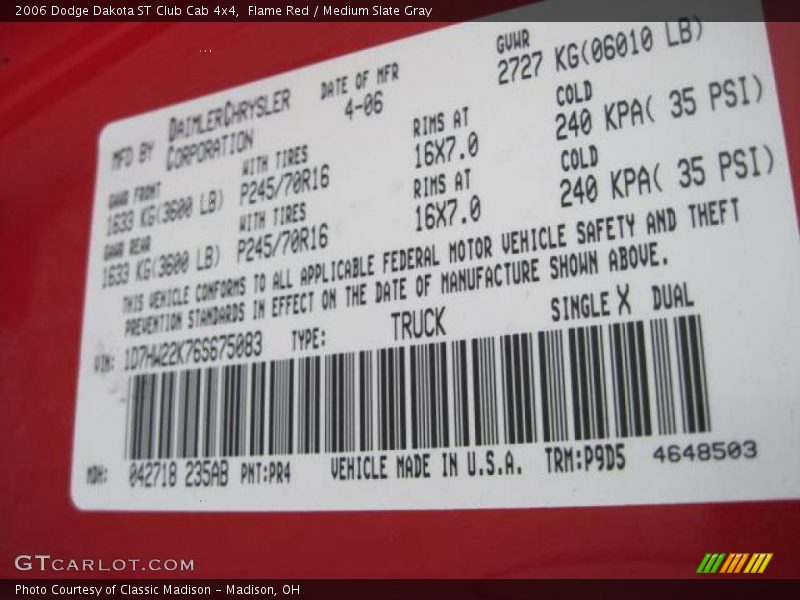 2006 Dodge Dakota ST Club Cab 4x4,  Flame Red / Medium Slate Gray
MFD BY DAIMLERCHRYSLER CORPORATION DATE OF MFR 4-06 GVWR 2727 KG(06010 LB)
GAWR FRONT WITH TIRES RIMS AT COLD
1633 KG(3600 LB) P245/70R16 16X7.0 240 KPA( 35 PSI)
GAWR REAR WITH TIRES RIMS AT COLD
1633 KG(3600 LB) P245/70R16 16X7.0 240 KPA( 35 PSI)
THIS VEHICLE CONFORMS TO ALL APPLICABLE FEDERAL MOTOR VEHICLE SAFETY AND THEFT
PREVENTION STANDARDS IN EFFECT ON THE DATE OF MANUFACTURE SHOWN ABOVE.
VIN: 1D7HW22K76S675083 TYPE: TRUCK SINGLE X DUAL
MDH: 042718 235AB PNT:PR4 VEHICLE MADE IN U.S.A. TRM:P9D5 4648503
GTCARLOT.COM
Photo Courtesy of Classic Madison - Madison, OH